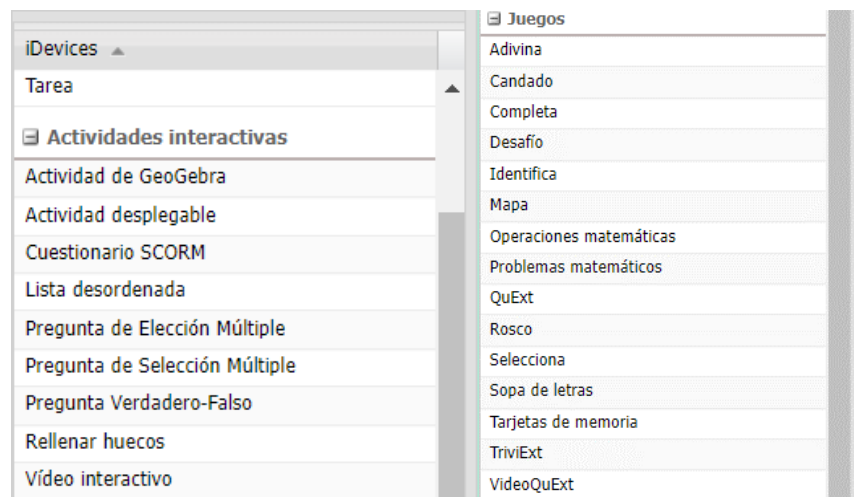 iDevices
Tarea
Actividades interactivas
Actividad de GeoGebra
Actividad desplegable
Cuestionario SCORM
Lista desordenada
Pregunta de Elección Múltiple
Pregunta de Selección Múltiple
Pregunta Verdadero-Falso
Rellenar huecos
Vídeo interactivo
Juegos
Adivina
Candado
Completa
Desafío
Identifica
Mapa
Operaciones matemáticas
Problemas matemáticos
QuExt
Rosco
Selecciona
Sopa de letras
Tarjetas de memoria
TriviExt
VideoQuExt